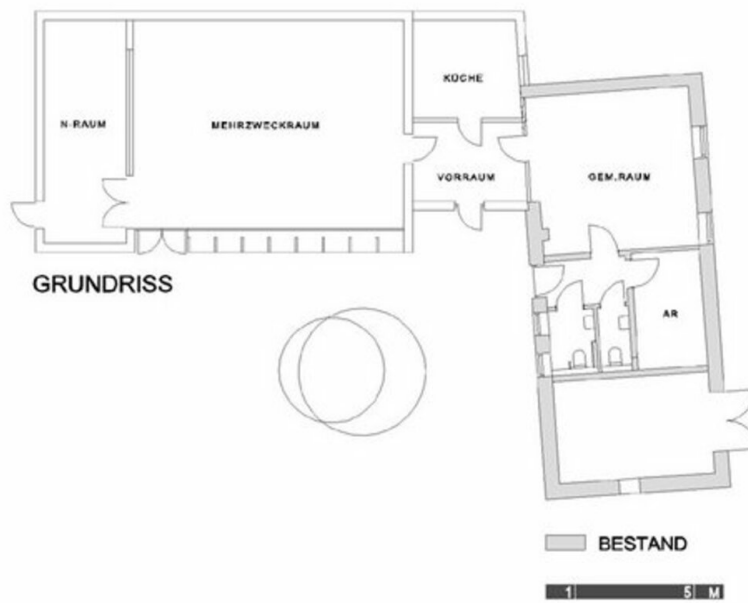 KÜCHE
N-RAUM
MEHRZWECKRAUM
VORRAUM
GEM.RAUM
GRUNDRISS
AR
BESTAND
1 5 M